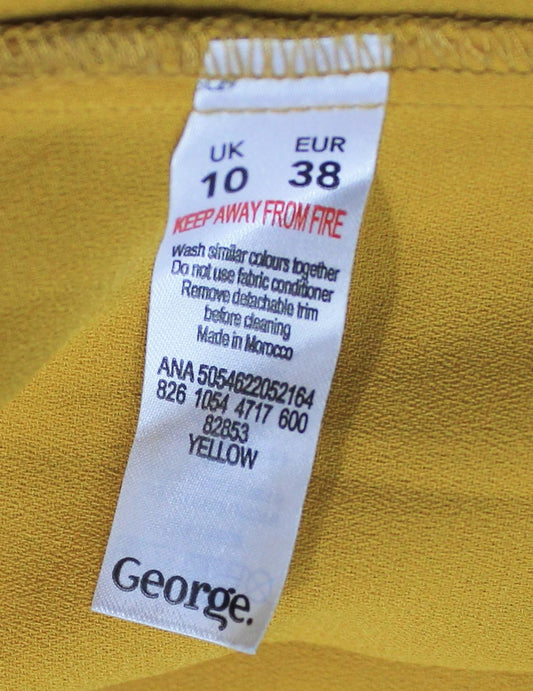 UK EUR
10 38
KEEP AWAY FROM FIRE
Wash similar colours together
Do not use fabric conditioner
Remove detachable trim
before cleaning
Made in Morocco
ANA 5054622052164
826 1054 4717 600
82853
YELLOW
George.